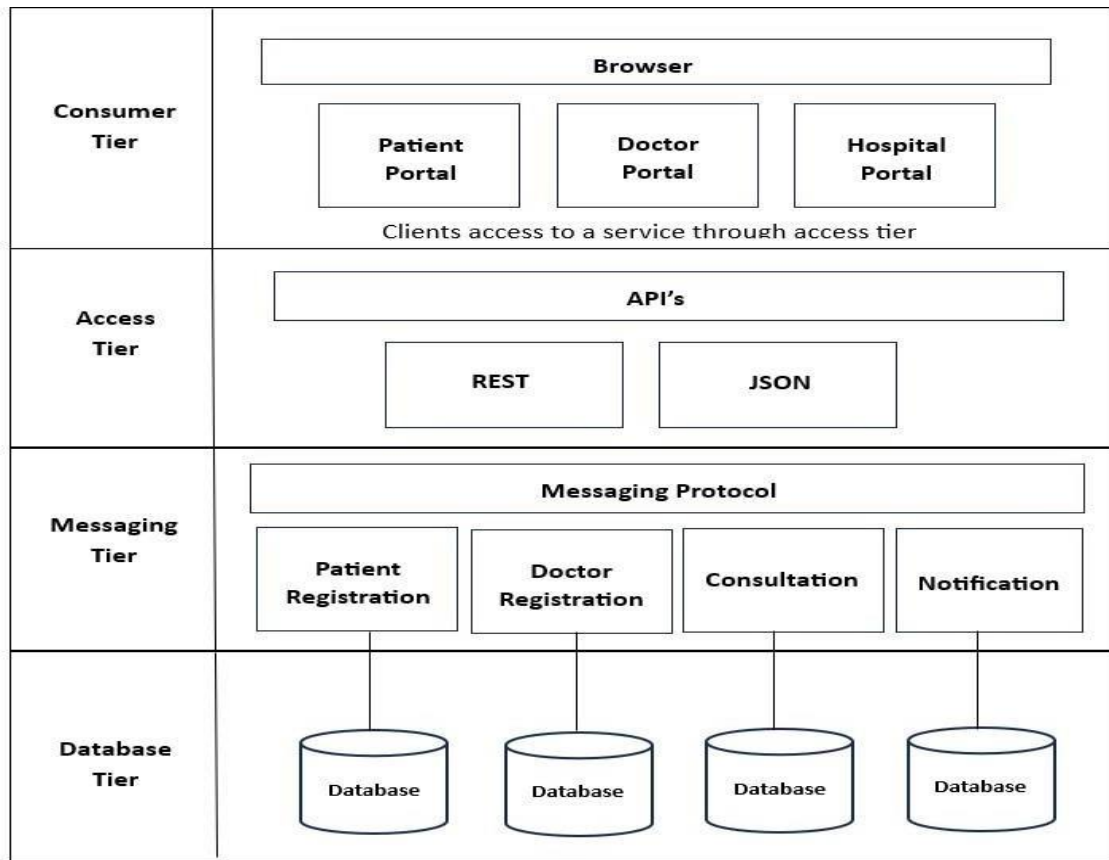 Browser
Consumer
Tier
Patient
Portal
Doctor
Portal
Hospital
Portal
Clients access to a service through access tier
API's
Access
Tier
REST
JSON
Messaging Protocol
Messaging
Tier
Patient
Registration
Doctor
Registration
Consultation
Notification
Database
Tier
Database
Database
Database
Database